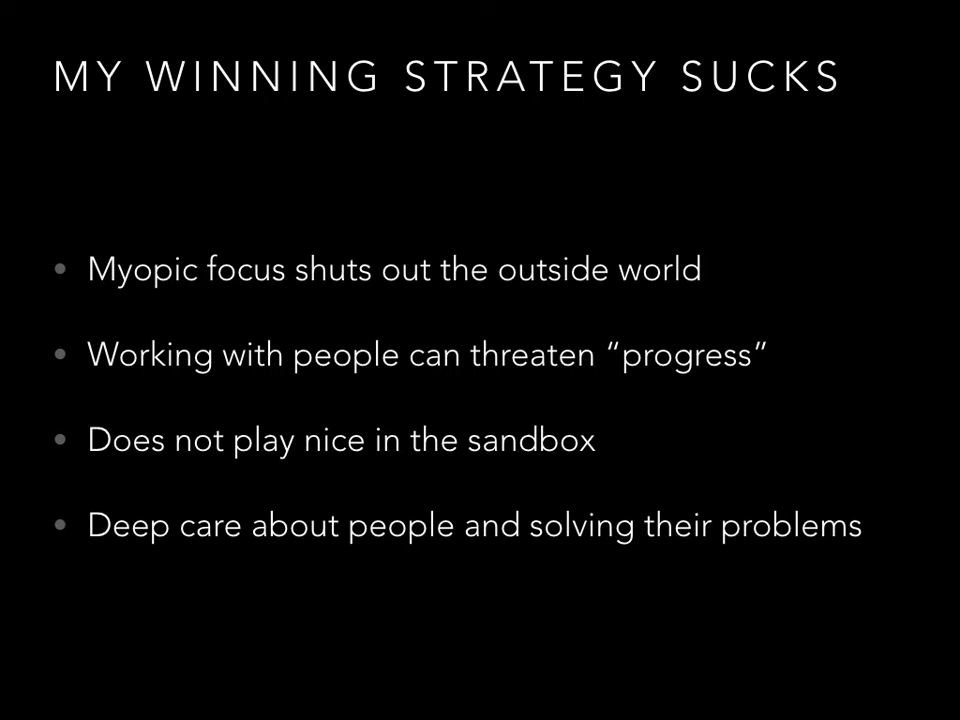 MY WINNING STRATEGY SUCKS
• Myopic focus shuts out the outside world
• Working with people can threaten “progress”
• Does not play nice in the sandbox
• Deep care about people and solving their problems